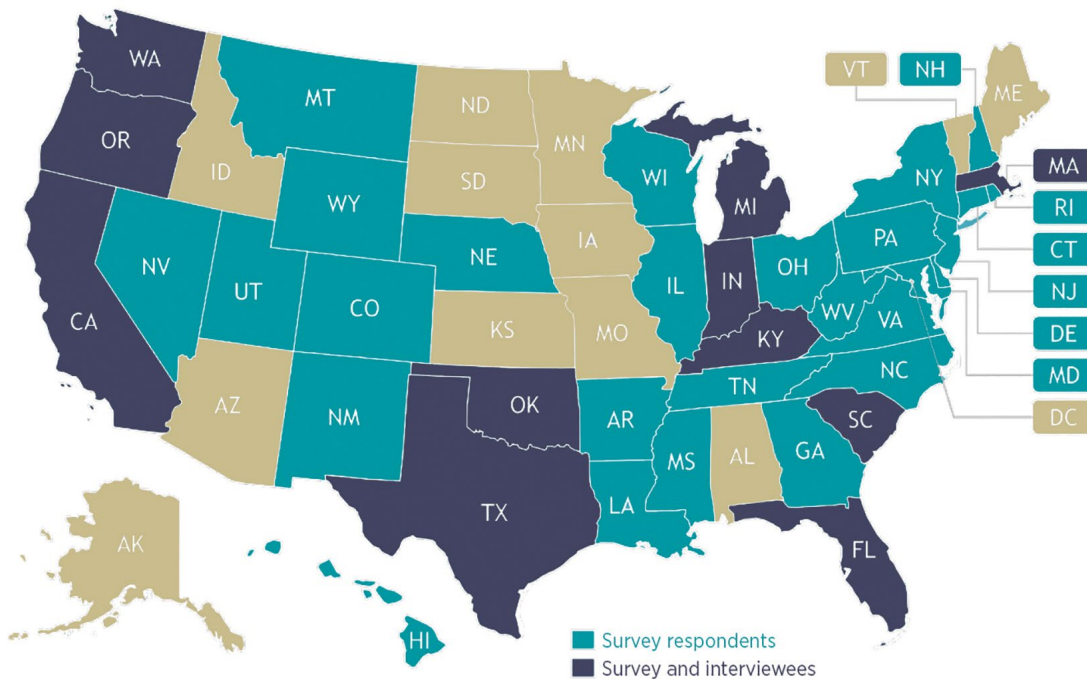 VT NH
ME
WA
MT
ND
MN
OR
ID
SD
WI
MI
NY
MA
RI
WY
CT
IA
NE
PA
NJ
NV
UT
CO
IL
IN
OH
WV
VA
DE
CA
KS
MO
KY
MD
NC
TN
DC
AZ
NM
OK
AR
SC
MS
AL
GA
LA
TX
AK
FL
HI
Survey respondents
Survey and interviewees